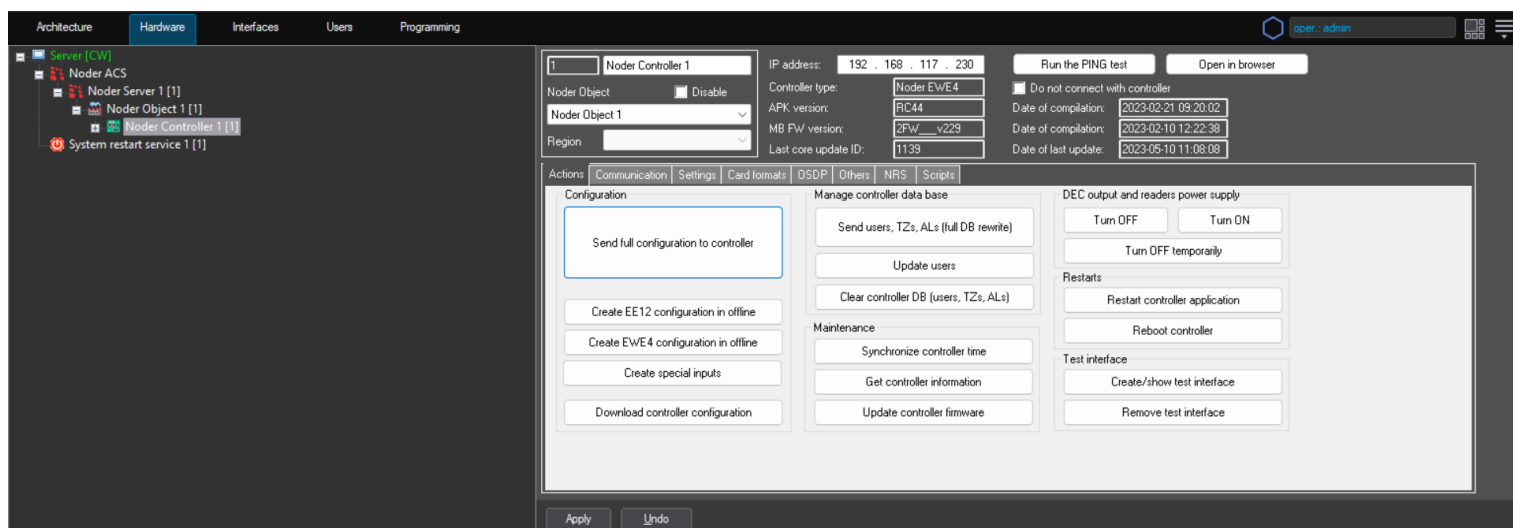 Architecture Hardware Interfaces Users Programming oper.: admin
Server [CW]
Noder ACS
Noder Server 1 [1]
Noder Object 1 [1]
Noder Controller 1 [1]
System restart service 1 [1]
1 Noder Controller 1
Noder Object Disable
Noder Object 1
Region
IP address: 192 . 168 . 117 . 230 Run the PING test Open in browser
Controller type: Noder EWE4 Do not connect with controller
APK version: RC44 Date of compilation: 2023-02-21 09:20:02
MB FW version: 2FW___v229 Date of compilation: 2023-02-10 12:22:38
Last core update ID: 1139 Date of last update: 2023-05-10 11:08:08
Actions Communication Settings Card formats OSDP Others NRS Scripts
Configuration
Send full configuration to controller
Create EE12 configuration in offline
Create EWE4 configuration in offline
Create special inputs
Download controller configuration
Manage controller data base
Send users, TZs, ALs (full DB rewrite)
Update users
Clear controller DB (users, TZs, ALs)
Maintenance
Synchronize controller time
Get controller information
Update controller firmware
DEC output and readers power supply
Turn OFF Turn ON
Turn OFF temporarily
Restarts
Restart controller application
Reboot controller
Test interface
Create/show test interface
Remove test interface
Apply Undo